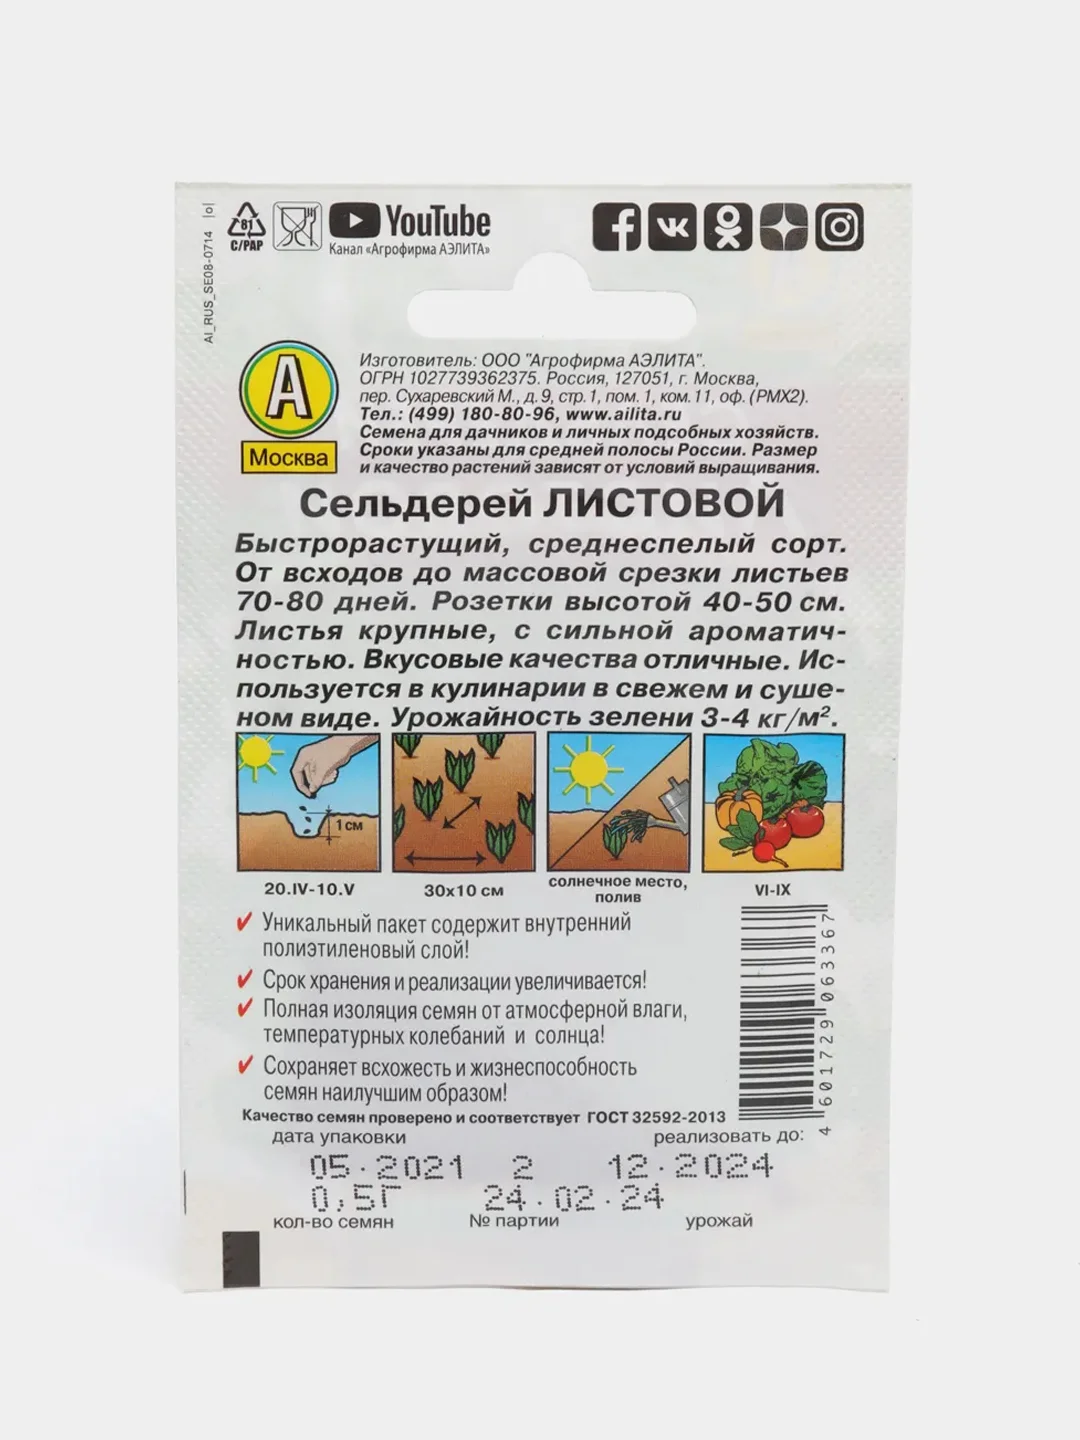 AI_RUS_SE08-0714 |o|
81
C/PAP
YouTube
Канал «Агрофирма АЭЛИТА»
А
Москва
Изготовитель: ООО "Агрофирма АЭЛИТА".
ОГРН 1027739362375. Россия, 127051, г. Москва,
пер. Сухаревский М., д. 9, стр. 1, пом. 1, ком. 11, оф. (РМХ2).
Тел.: (499) 180-80-96, www.ailita.ru
Семена для дачников и личных подсобных хозяйств.
Сроки указаны для средней полосы России. Размер
и качество растений зависят от условий выращивания.
Сельдерей ЛИСТОВОЙ
Быстрорастущий, среднеспелый сорт.
От всходов до массовой срезки листьев
70-80 дней. Розетки высотой 40-50 см.
Листья крупные, с сильной ароматич-
ностью. Вкусовые качества отличные. Ис-
пользуется в кулинарии в свежем и суше-
ном виде. Урожайность зелени 3-4 кг/м².
1 см
20.IV-10.V
30х10 см
солнечное место,
полив
VI-IX
Уникальный пакет содержит внутренний
полиэтиленовый слой!
Срок хранения и реализации увеличивается!
Полная изоляция семян от атмосферной влаги,
температурных колебаний и солнца!
Сохраняет всхожесть и жизнеспособность
семян наилучшим образом!
4 601729 063367
Качество семян проверено и соответствует ГОСТ 32592-2013
дата упаковки реализовать до:
05.2021 2 12.2024
0,5Г 24.02.24
кол-во семян № партии урожай